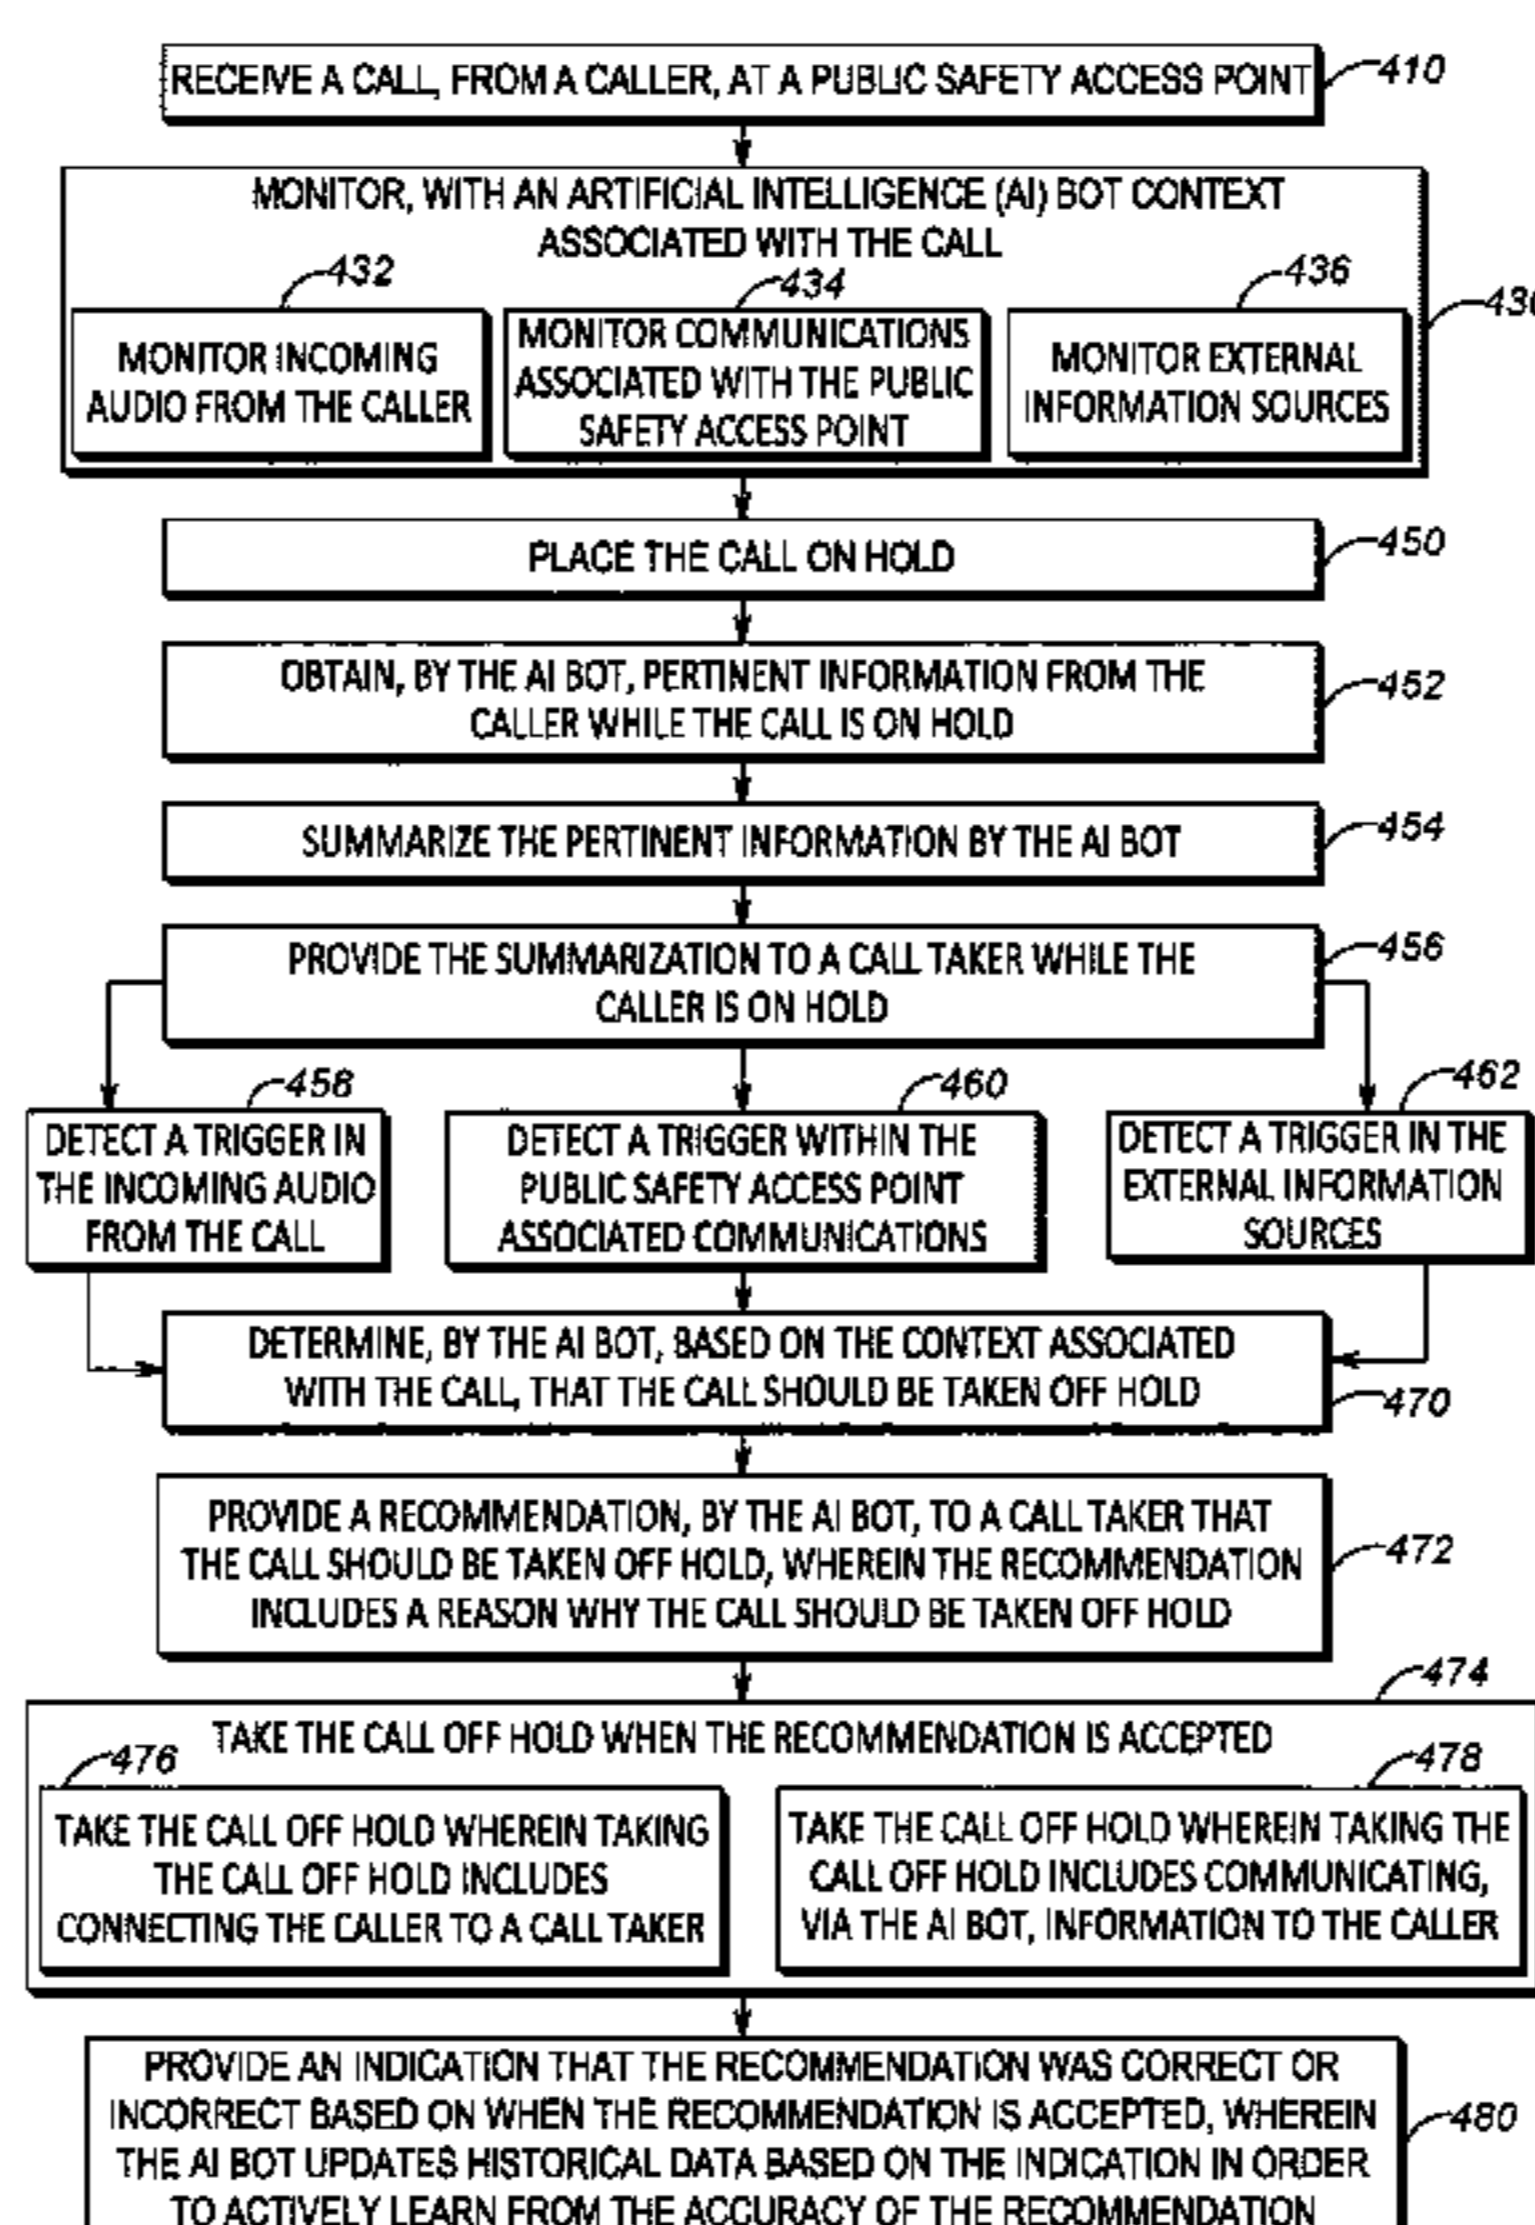 RECEIVE A CALL, FROM A CALLER, AT A PUBLIC SAFETY ACCESS POINT
410
MONITOR, WITH AN ARTIFICIAL INTELLIGENCE (AI) BOT CONTEXT
ASSOCIATED WITH THE CALL
432
434
436
MONITOR INCOMING
AUDIO FROM THE CALLER
MONITOR COMMUNICATIONS
ASSOCIATED WITH THE PUBLIC
SAFETY ACCESS POINT
MONITOR EXTERNAL
INFORMATION SOURCES
430
PLACE THE CALL ON HOLD
450
OBTAIN, BY THE AI BOT, PERTINENT INFORMATION FROM THE
CALLER WHILE THE CALL IS ON HOLD
452
SUMMARIZE THE PERTINENT INFORMATION BY THE AI BOT
454
PROVIDE THE SUMMARIZATION TO A CALL TAKER WHILE THE
CALLER IS ON HOLD
456
458
DETECT A TRIGGER IN
THE INCOMING AUDIO
FROM THE CALL
460
DETECT A TRIGGER WITHIN THE
PUBLIC SAFETY ACCESS POINT
ASSOCIATED COMMUNICATIONS
462
DETECT A TRIGGER IN THE
EXTERNAL INFORMATION
SOURCES
DETERMINE, BY THE AI BOT, BASED ON THE CONTEXT ASSOCIATED
WITH THE CALL, THAT THE CALL SHOULD BE TAKEN OFF HOLD
470
PROVIDE A RECOMMENDATION, BY THE AI BOT, TO A CALL TAKER THAT
THE CALL SHOULD BE TAKEN OFF HOLD, WHEREIN THE RECOMMENDATION
INCLUDES A REASON WHY THE CALL SHOULD BE TAKEN OFF HOLD
472
474
TAKE THE CALL OFF HOLD WHEN THE RECOMMENDATION IS ACCEPTED
476
TAKE THE CALL OFF HOLD WHEREIN TAKING
THE CALL OFF HOLD INCLUDES
CONNECTING THE CALLER TO A CALL TAKER
478
TAKE THE CALL OFF HOLD WHEREIN TAKING THE
CALL OFF HOLD INCLUDES COMMUNICATING,
VIA THE AI BOT, INFORMATION TO THE CALLER
PROVIDE AN INDICATION THAT THE RECOMMENDATION WAS CORRECT OR
INCORRECT BASED ON WHEN THE RECOMMENDATION IS ACCEPTED, WHEREIN
THE AI BOT UPDATES HISTORICAL DATA BASED ON THE INDICATION IN ORDER
TO ACTIVELY LEARN FROM THE ACCURACY OF THE RECOMMENDATION
480